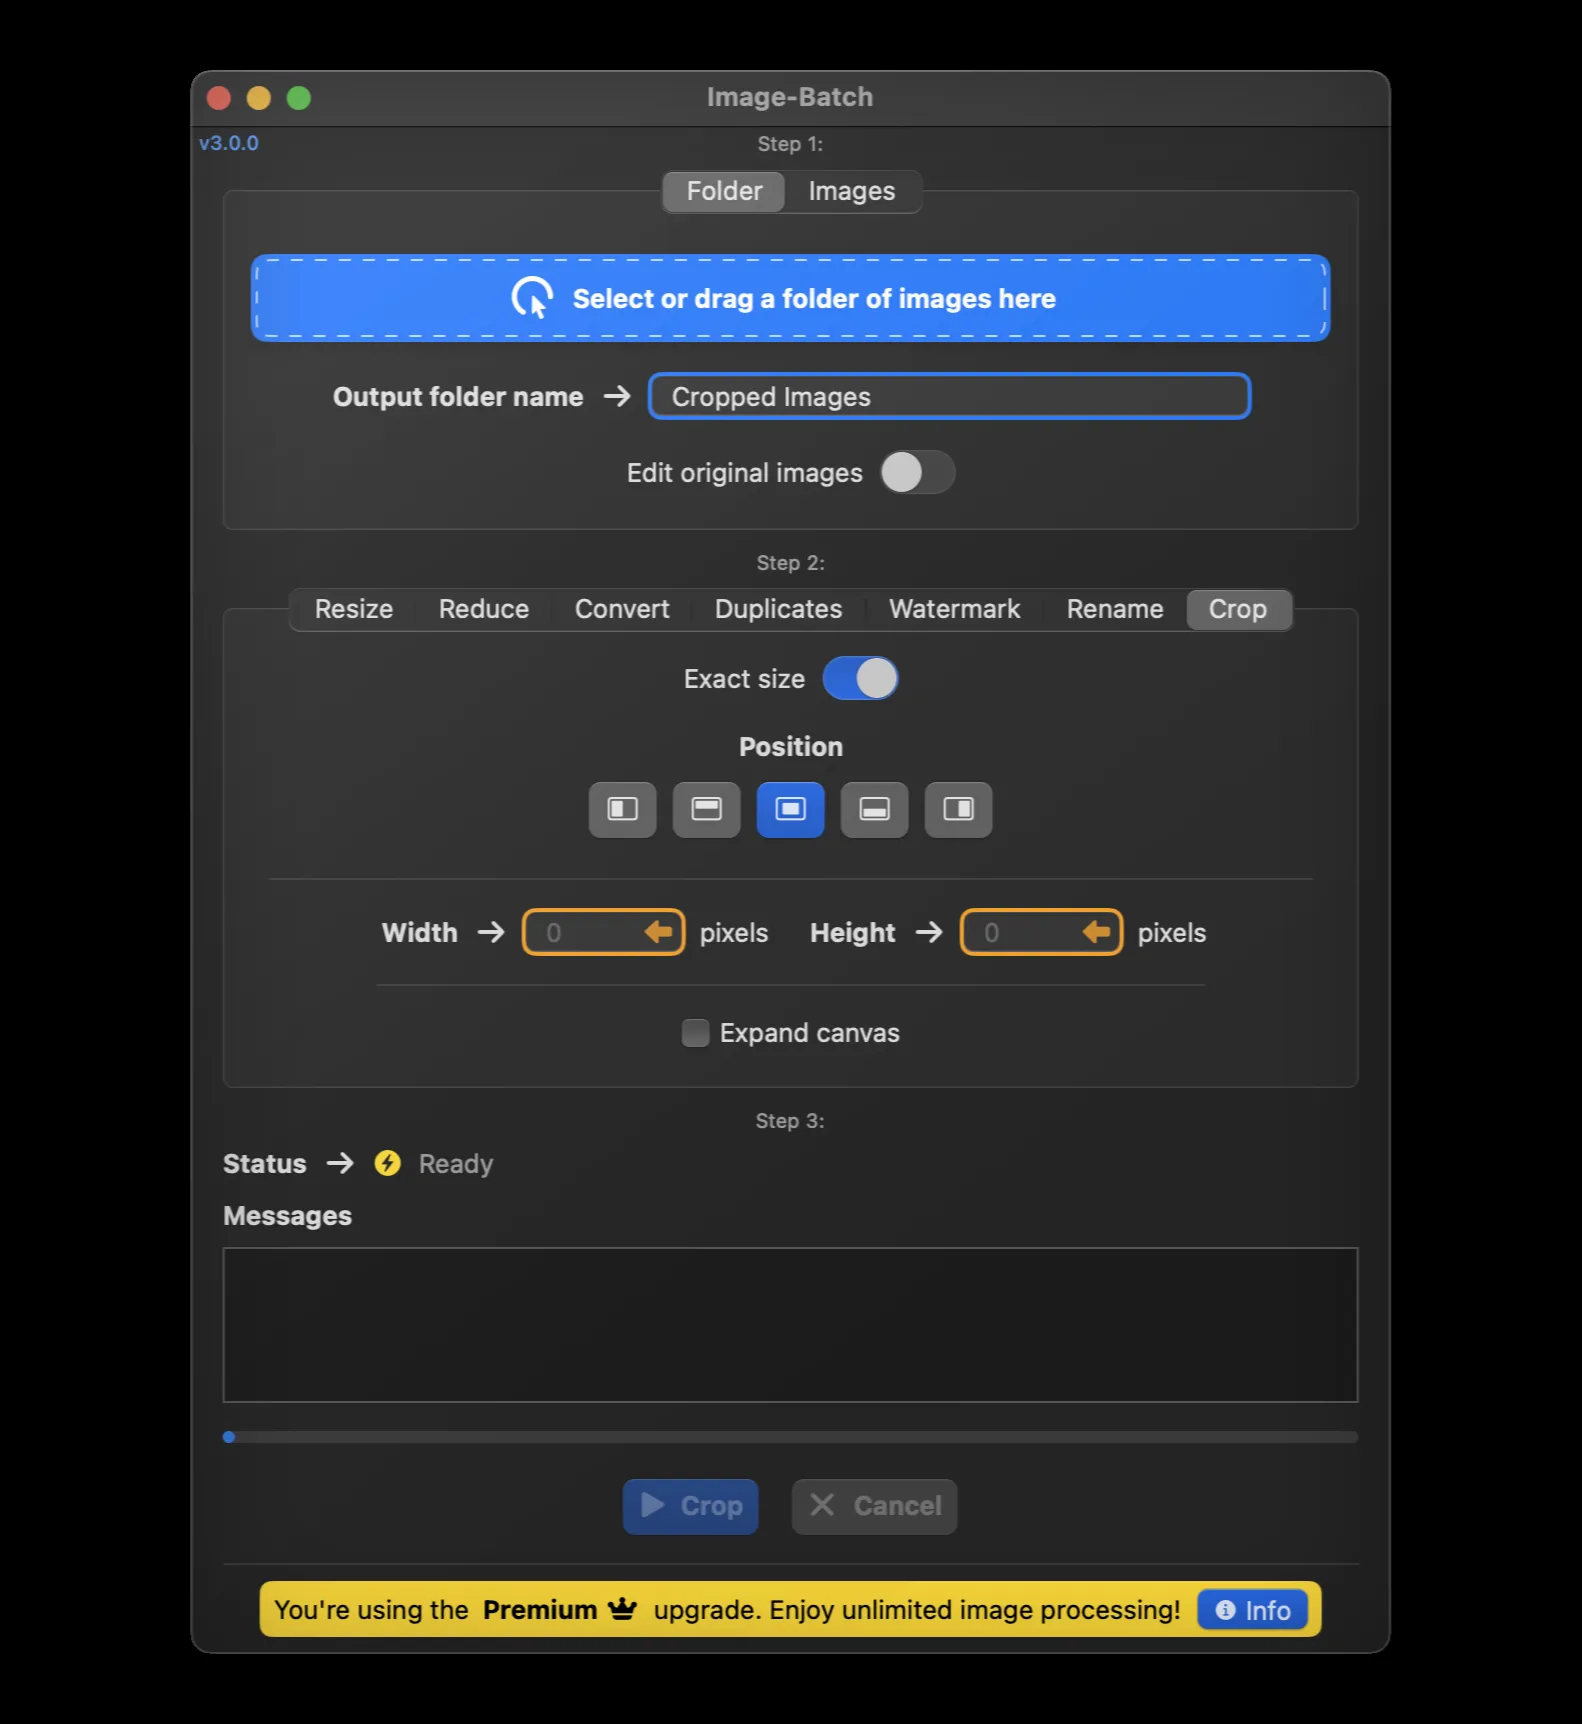 Image-Batch
v3.0.0
Step 1:
Folder Images
Select or drag a folder of images here
Output folder name → Cropped Images
Edit original images
Step 2:
Resize Reduce Convert Duplicates Watermark Rename Crop
Exact size
Position
Width → 0 pixels Height → 0 pixels
Expand canvas
Step 3:
Status → Ready
Messages
Crop Cancel
You're using the Premium upgrade. Enjoy unlimited image processing! Info